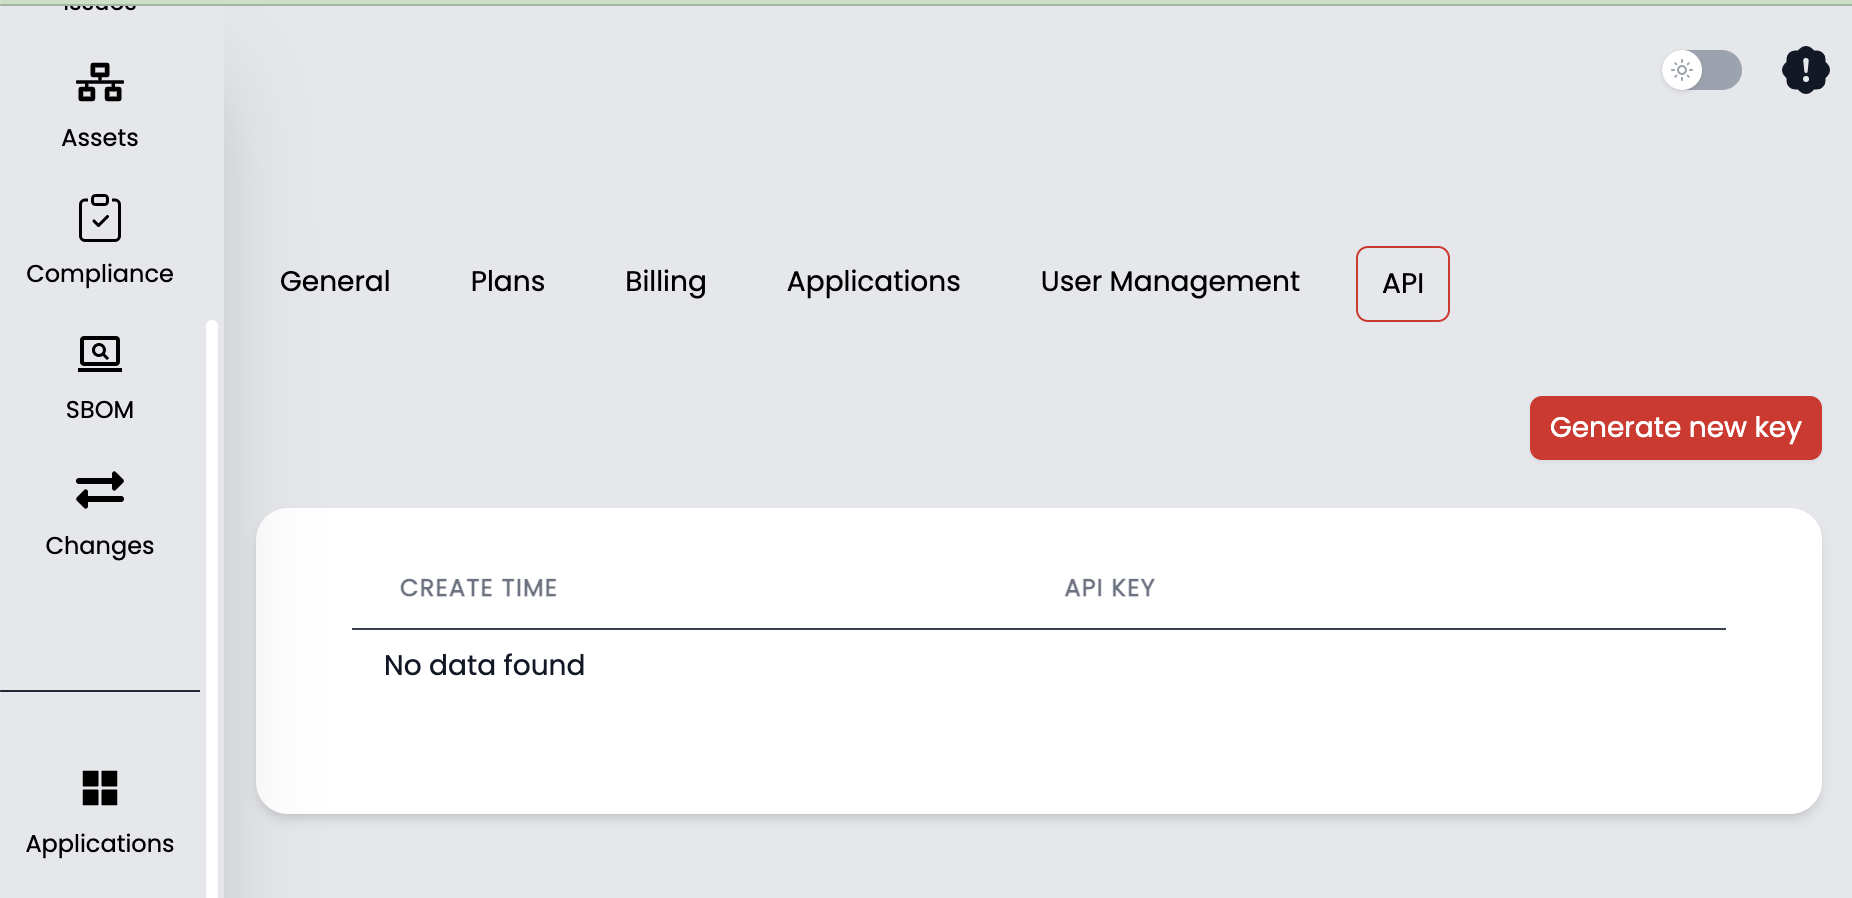 Issues
Assets
Compliance
SBOM
Changes
Applications
General
Plans
Billing
Applications
User Management
API
Generate new key
CREATE TIME
API KEY
No data found